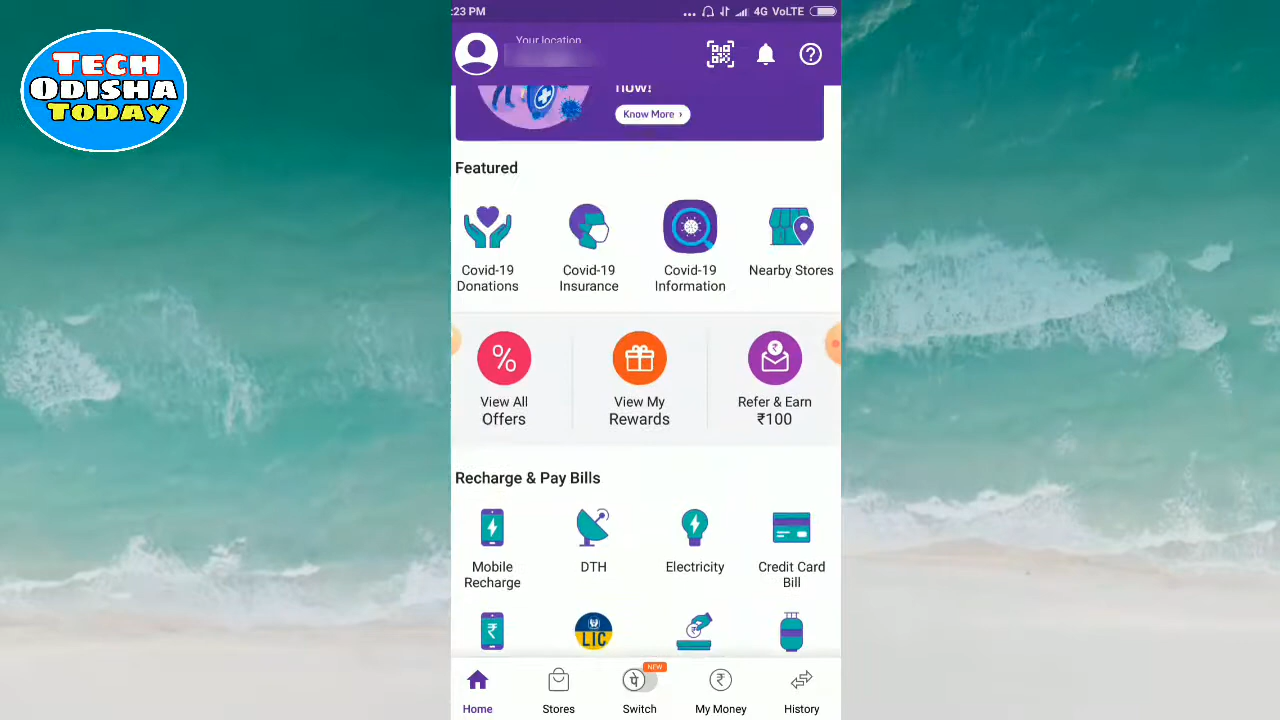 :23 PM
4G VoLTE
TECH
ODISHA
TODAY
Your location
now!
Know More ›
Featured
Covid-19 Donations
Covid-19 Insurance
Covid-19 Information
Nearby Stores
View All Offers
View My Rewards
Refer & Earn ₹100
Recharge & Pay Bills
Mobile Recharge
DTH
Electricity
Credit Card Bill
₹
LIC
NEW
पे
₹
Home
Stores
Switch
My Money
History